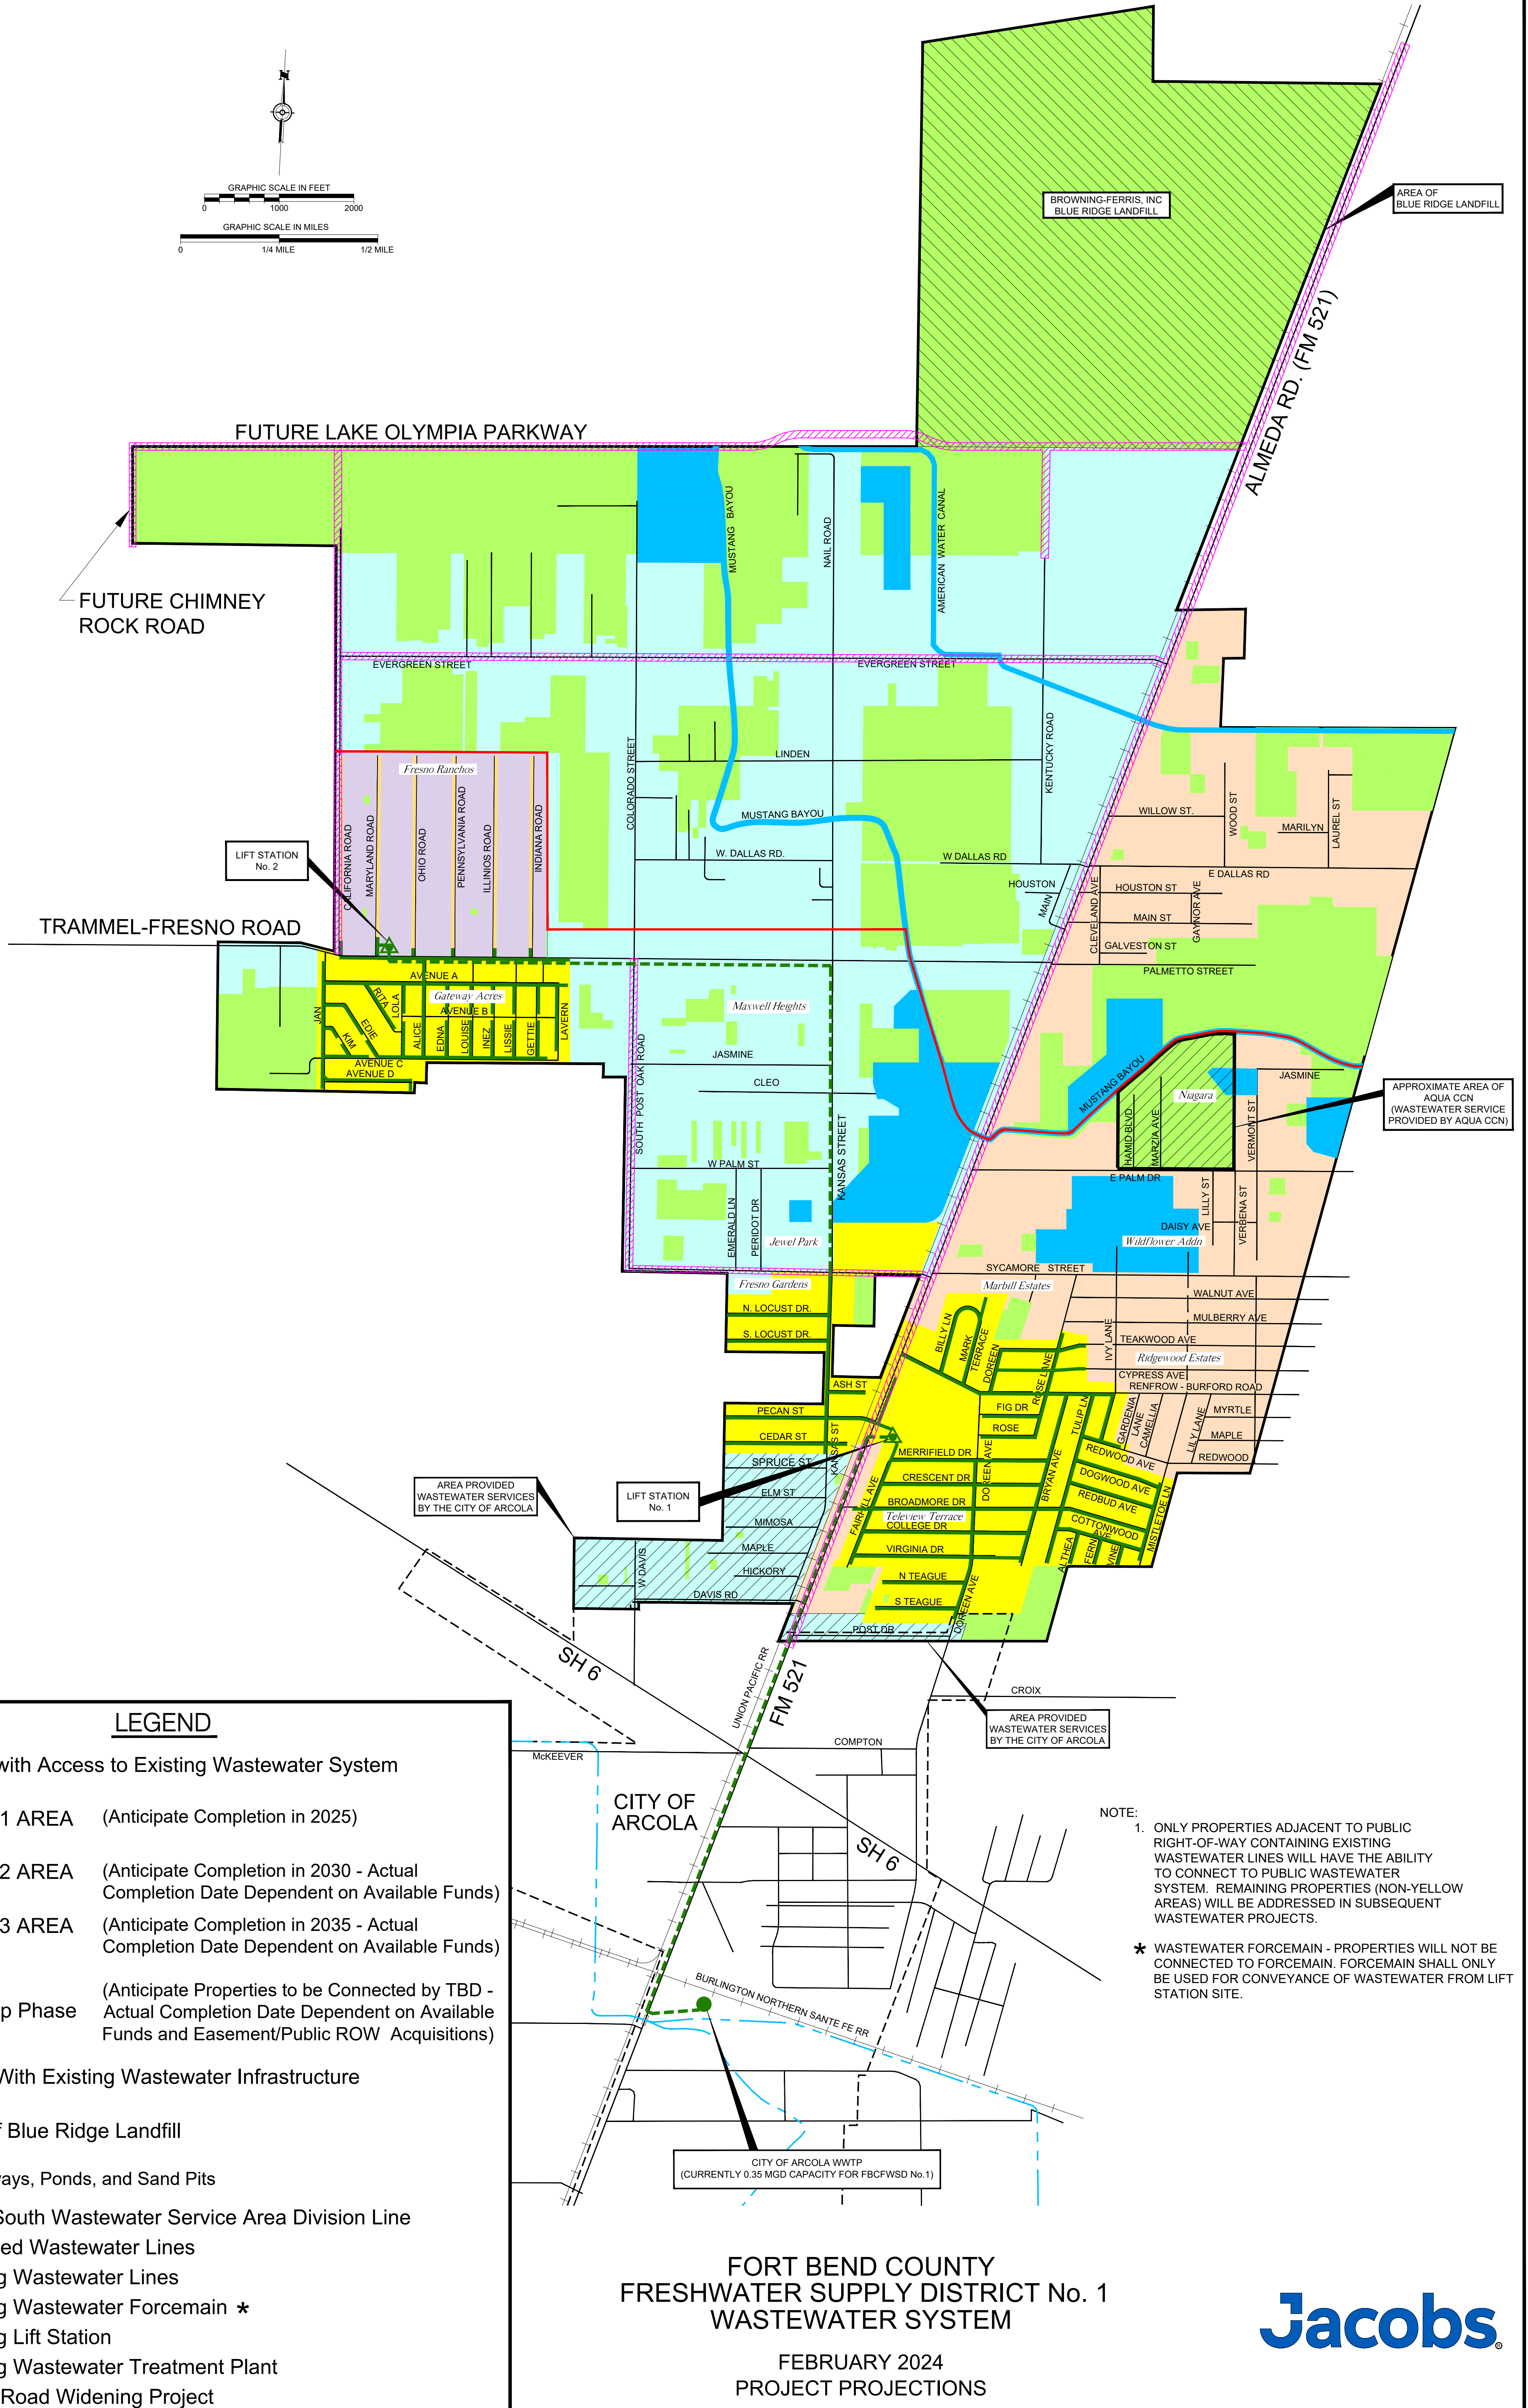 N
GRAPHIC SCALE IN FEET
0 1000 2000
GRAPHIC SCALE IN MILES
0 1/4 MILE 1/2 MILE
BROWNING-FERRIS, INC
BLUE RIDGE LANDFILL
AREA OF
BLUE RIDGE LANDFILL
ALMEDA RD. (FM 521)
FUTURE LAKE OLYMPIA PARKWAY
FUTURE CHIMNEY
ROCK ROAD
MUSTANG BAYOU
NAIL ROAD
AMERICAN WATER CANAL
EVERGREEN STREET
EVERGREEN STREET
COLORADO STREET
KENTUCKY ROAD
LINDEN
MUSTANG BAYOU
W. DALLAS RD.
W DALLAS RD
Fresno Ranchos
CALIFORNIA ROAD
MARYLAND ROAD
OHIO ROAD
PENNSYLVANIA ROAD
ILLINIOS ROAD
INDIANA ROAD
LIFT STATION
No. 2
TRAMMEL-FRESNO ROAD
WILLOW ST.
WOOD ST
MARILYN
LAUREL ST
E DALLAS RD
HOUSTON
MAIN
CLEVELAND AVE
HOUSTON ST
MAIN ST
GAYNOR AVE
GALVESTON ST
PALMETTO STREET
AVENUE A
Gateway Acres
AVENUE B
JAN
RITA
LOLA
EDIE
KIM
ALICE
EDNA
LOUISE
INEZ
LISSIE
GETTIE
LAVERN
AVENUE C
AVENUE D
Maxwell Heights
JASMINE
CLEO
SOUTH POST OAK ROAD
KANSAS STREET
W PALM ST
EMERALD LN
PERIDOT DR
Jewel Park
MUSTANG BAYOU
Niagara
HAMID BLVD
MARZIA AVE
VERMONT ST
JASMINE
APPROXIMATE AREA OF
AQUA CCN
(WASTEWATER SERVICE
PROVIDED BY AQUA CCN)
E PALM DR
LILLY ST
DAISY AVE
VERBENA ST
Wildflower Addn
SYCAMORE STREET
Fresno Gardens
N. LOCUST DR.
S. LOCUST DR.
Marbill Estates
WALNUT AVE
MULBERRY AVE
TEAKWOOD AVE
IVY LANE
Ridgewood Estates
CYPRESS AVE
RENFROW - BURFORD ROAD
BILLY LN
MARK
TERRACE
DOREEN
ROSE LANE
ASH ST
PECAN ST
CEDAR ST
KANSAS ST
FIG DR
ROSE
TULIP LN
GARDENIA
LANE
CAMELLIA
LILY LANE
MYRTLE
MAPLE
REDWOOD
REDWOOD AVE
DOGWOOD AVE
REDBUD AVE
COTTONWOOD
AVE
MISTLETOE LN
ALTHEA
FERN
VINE
MERRIFIELD DR
CRESCENT DR
DOREEN AVE
BRYAN AVE
BROADMORE DR
Teleview Terrace
COLLEGE DR
FAIRHILL AVE
VIRGINIA DR
N TEAGUE
S TEAGUE
DOREEN AVE
POST DR
SPRUCE ST
ELM ST
MIMOSA
MAPLE
HICKORY
W DAVIS
DAVIS RD
AREA PROVIDED
WASTEWATER SERVICES
BY THE CITY OF ARCOLA
LIFT STATION
No. 1
SH 6
UNION PACIFIC RR
FM 521
CROIX
AREA PROVIDED
WASTEWATER SERVICES
BY THE CITY OF ARCOLA
COMPTON
McKEEVER
CITY OF
ARCOLA
SH 6
BURLINGTON NORTHERN SANTE FE RR
CITY OF ARCOLA WWTP
(CURRENTLY 0.35 MGD CAPACITY FOR FBCFWSD No.1)
NOTE:
1. ONLY PROPERTIES ADJACENT TO PUBLIC
RIGHT-OF-WAY CONTAINING EXISTING
WASTEWATER LINES WILL HAVE THE ABILITY
TO CONNECT TO PUBLIC WASTEWATER
SYSTEM. REMAINING PROPERTIES (NON-YELLOW
AREAS) WILL BE ADDRESSED IN SUBSEQUENT
WASTEWATER PROJECTS.
* WASTEWATER FORCEMAIN - PROPERTIES WILL NOT BE
CONNECTED TO FORCEMAIN. FORCEMAIN SHALL ONLY
BE USED FOR CONVEYANCE OF WASTEWATER FROM LIFT
STATION SITE.
LEGEND
with Access to Existing Wastewater System
1 AREA (Anticipate Completion in 2025)
2 AREA (Anticipate Completion in 2030 - Actual
Completion Date Dependent on Available Funds)
3 AREA (Anticipate Completion in 2035 - Actual
Completion Date Dependent on Available Funds)
(Anticipate Properties to be Connected by TBD -
p Phase Actual Completion Date Dependent on Available
Funds and Easement/Public ROW Acquisitions)
With Existing Wastewater Infrastructure
f Blue Ridge Landfill
ways, Ponds, and Sand Pits
South Wastewater Service Area Division Line
ed Wastewater Lines
g Wastewater Lines
g Wastewater Forcemain *
g Lift Station
g Wastewater Treatment Plant
Road Widening Project
FORT BEND COUNTY
FRESHWATER SUPPLY DISTRICT No. 1
WASTEWATER SYSTEM
FEBRUARY 2024
PROJECT PROJECTIONS
Jacobs